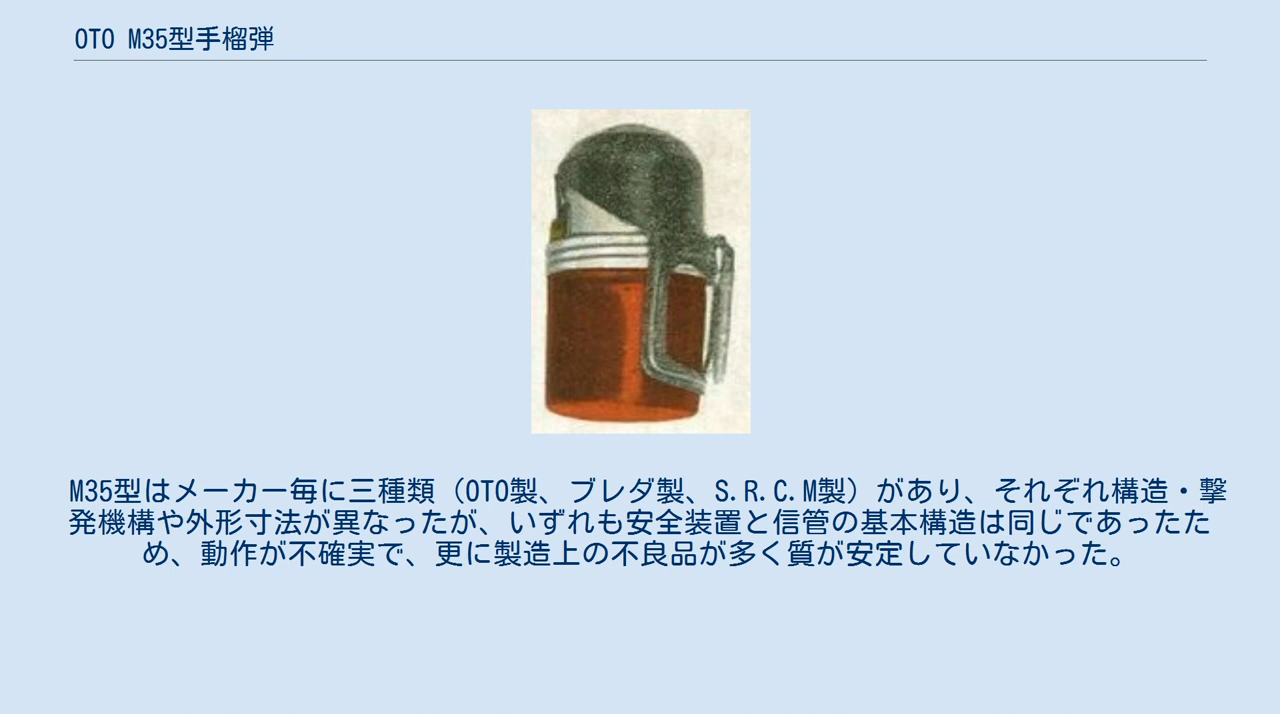 OTO M35型手榴弾
M35型はメーカー毎に三種類（OTO製、ブレダ製、S.R.C.M製）があり、それぞれ構造・撃
発機構や外形寸法が異なったが、いずれも安全装置と信管の基本構造は同じであったた
め、動作が不確実で、更に製造上の不良品が多く質が安定していなかった。